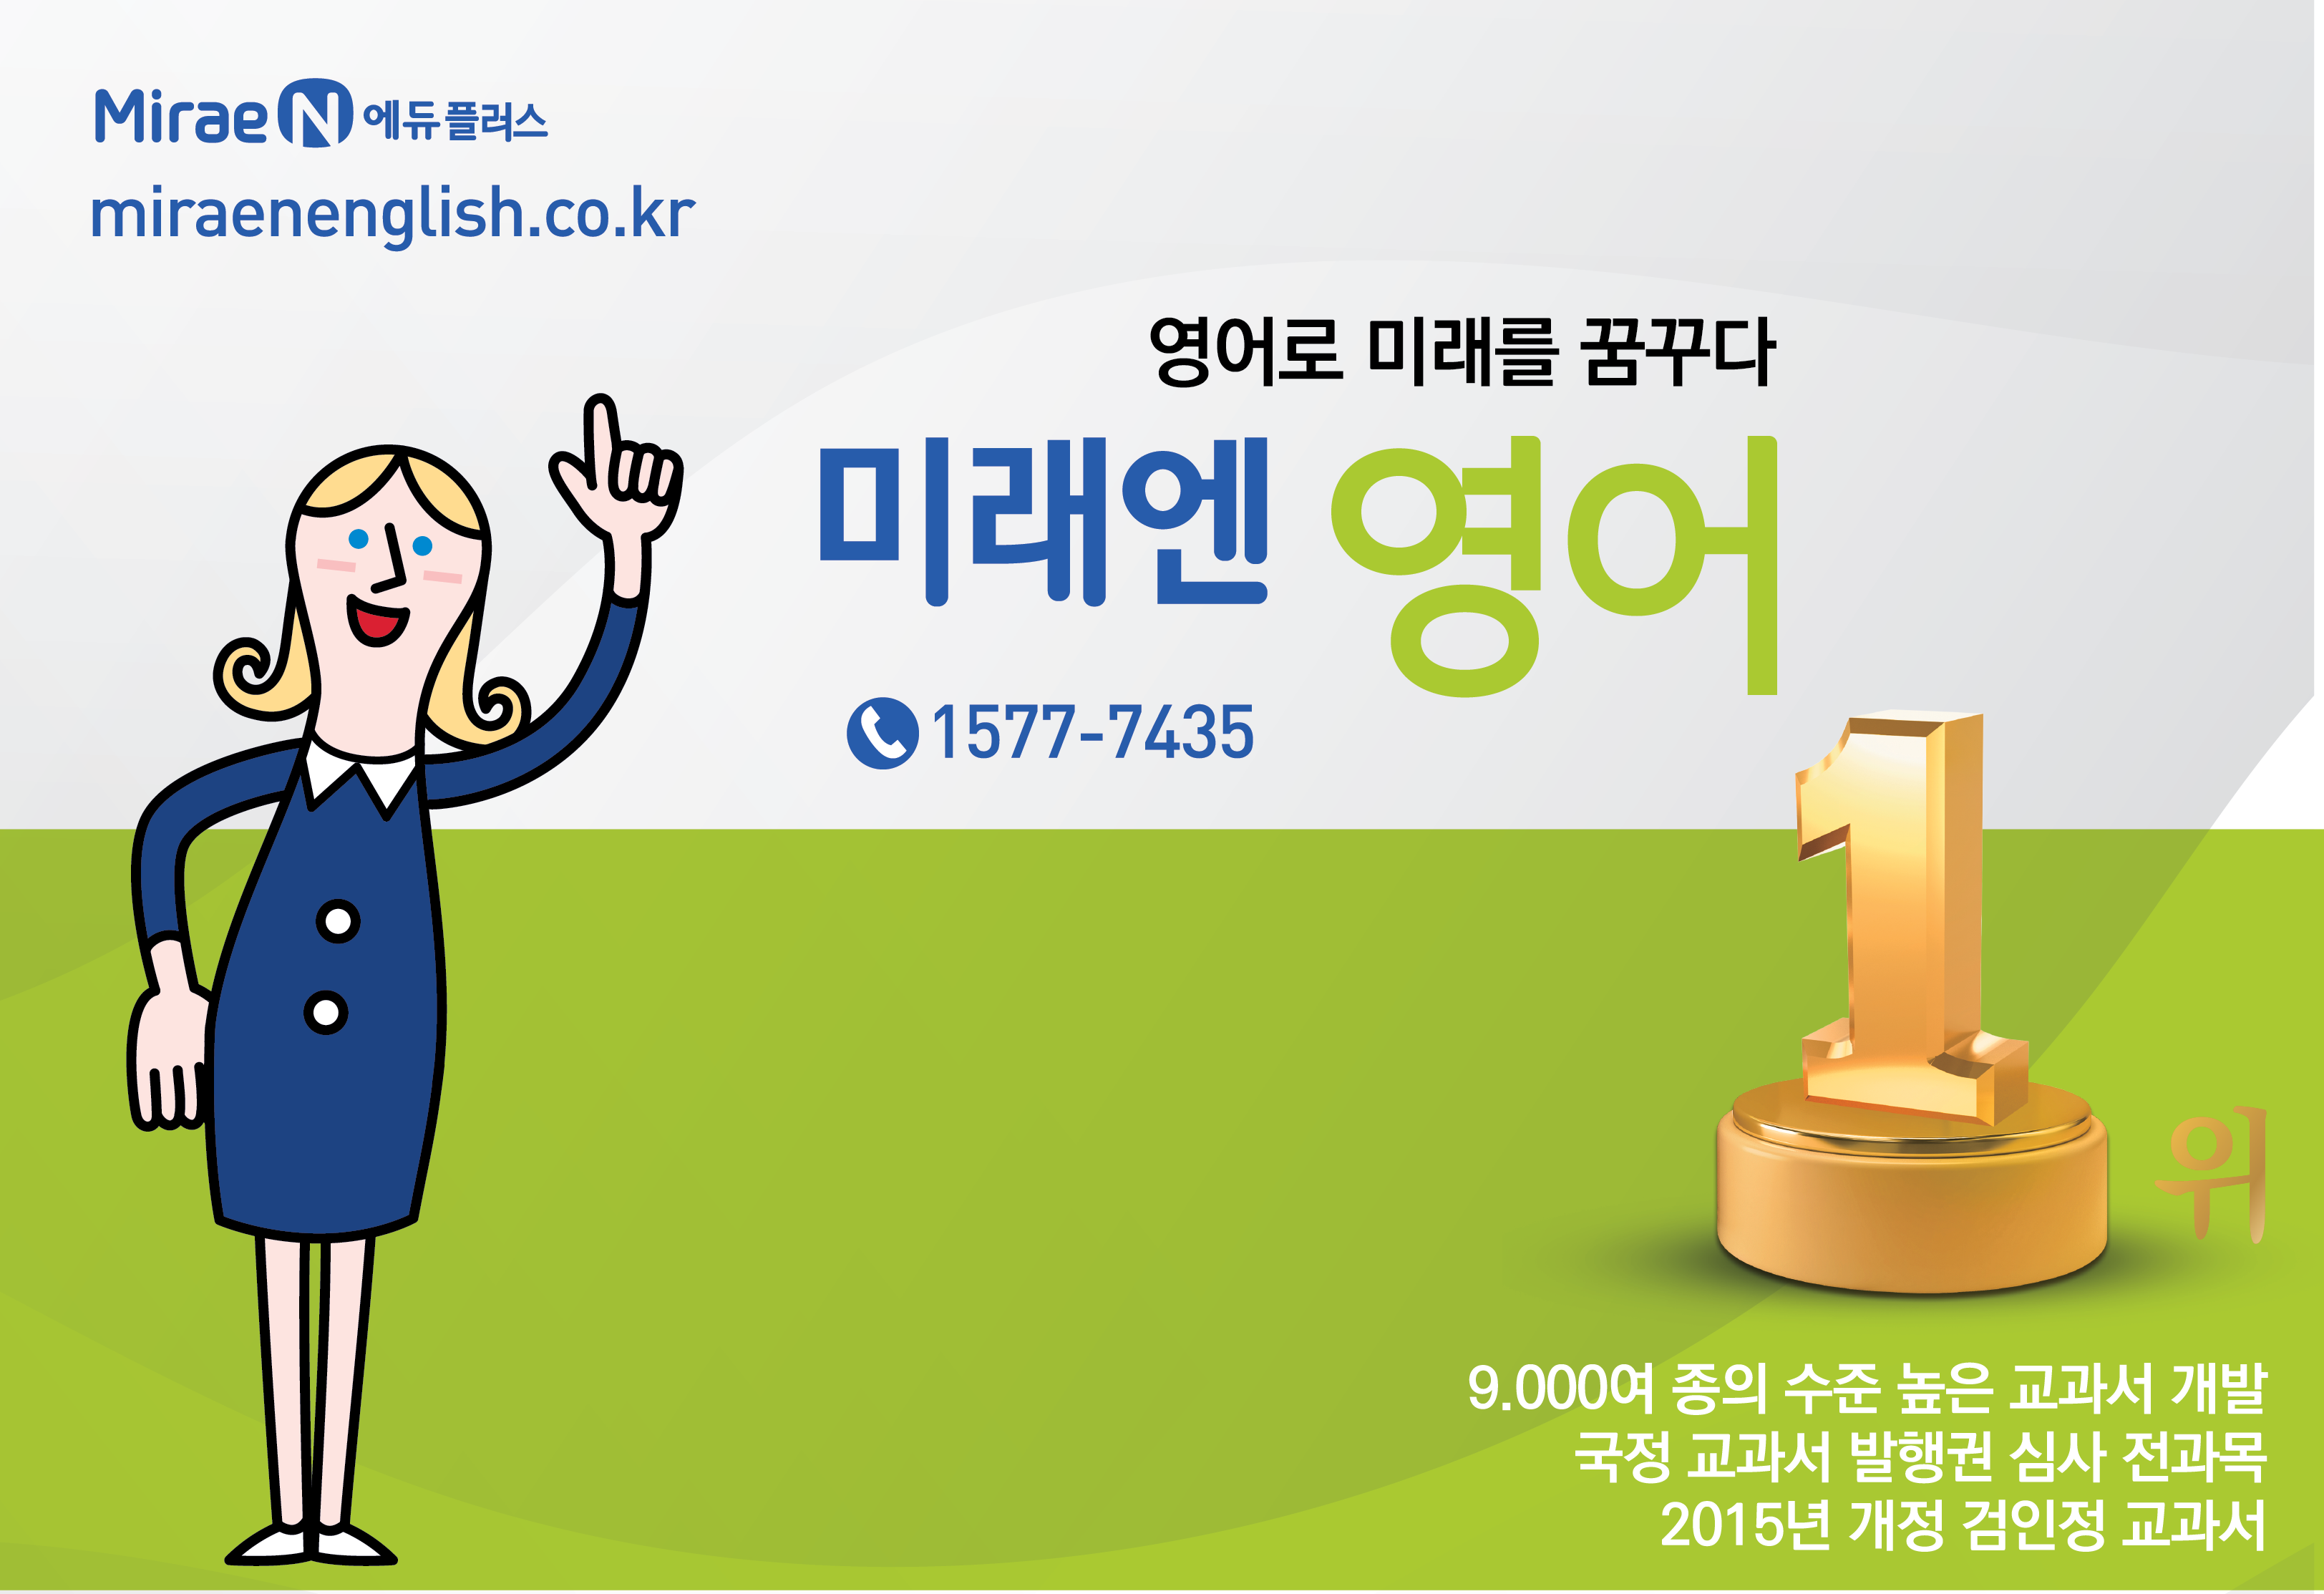 Mirae N 에듀플러스
miraenenglish.co.kr
영어로 미래를 꿈꾸다
미래엔 영어
1577-7435
1위
9.000여 종의 수준 높은 교과서 개발
국정 교과서 발행권 심사 전과목
2015년 개정 검인정 교과서